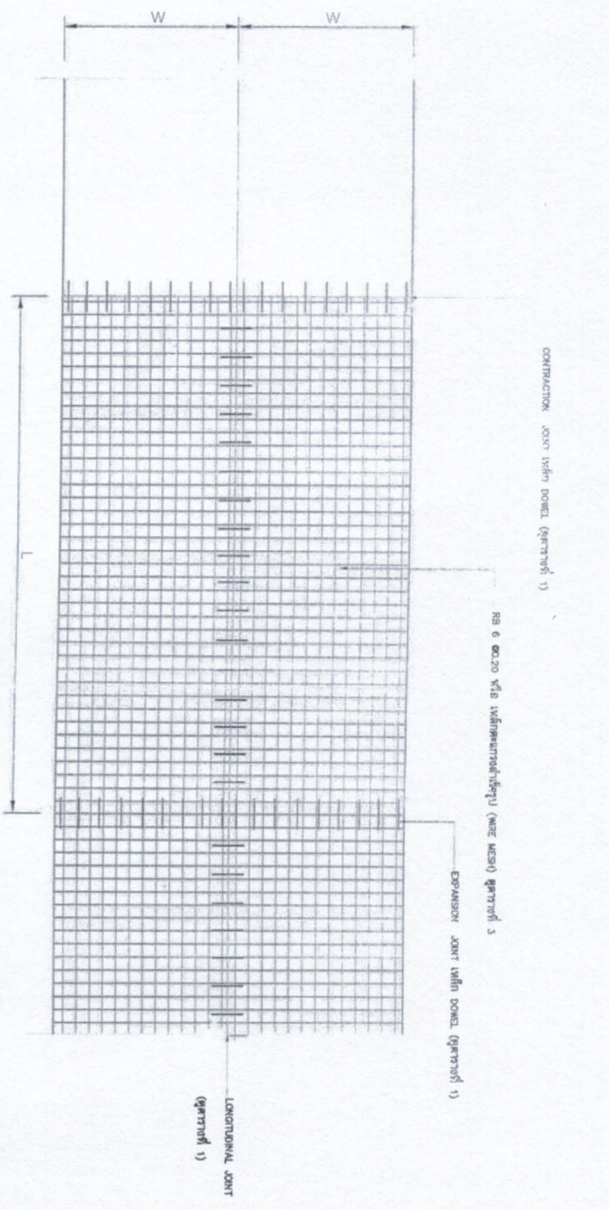 W
W
CONTRACTION JOINT เหล็ก DOWEL (ดูตารางที่ 1)
RB 6 @0.20 หรือ เหล็กตะแกรงสำเร็จรูป (WIRE MESH) ดูตารางที่ 3
EXPANSION JOINT เหล็ก DOWEL (ดูตารางที่ 1)
LONGITUDINAL JOINT
(ดูตารางที่ 1)
L